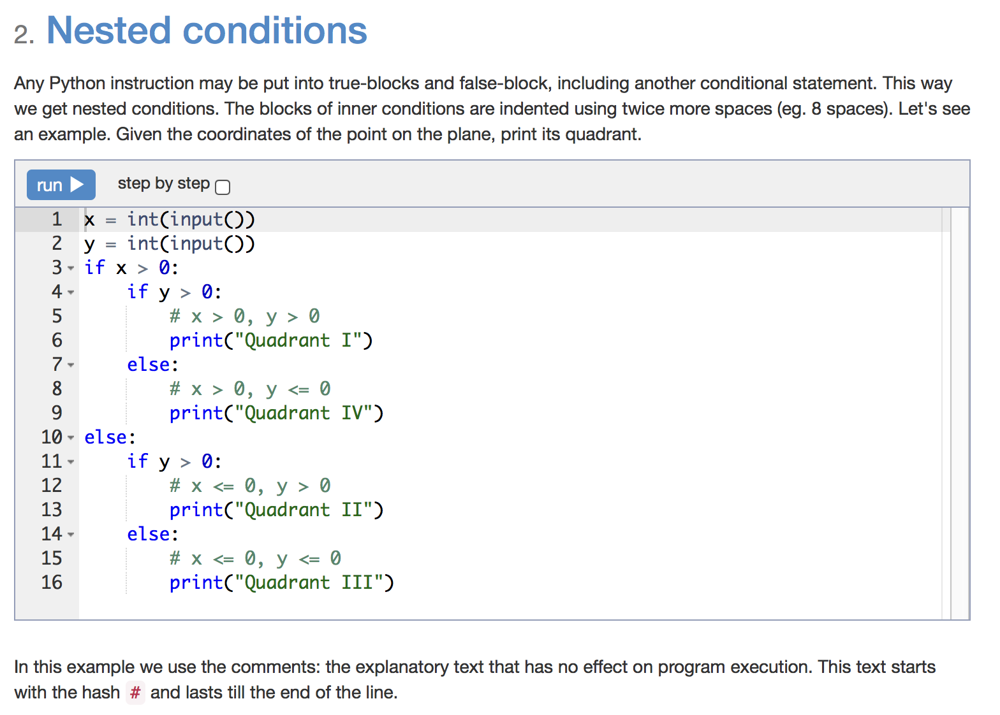 2. Nested conditions
Any Python instruction may be put into true-blocks and false-block, including another conditional statement. This way
we get nested conditions. The blocks of inner conditions are indented using twice more spaces (eg. 8 spaces). Let's see
an example. Given the coordinates of the point on the plane, print its quadrant.
run step by step
1 x = int(input())
2 y = int(input())
3 if x > 0:
4     if y > 0:
5         # x > 0, y > 0
6         print("Quadrant I")
7     else:
8         # x > 0, y <= 0
9         print("Quadrant IV")
10 else:
11     if y > 0:
12         # x <= 0, y > 0
13         print("Quadrant II")
14     else:
15         # x <= 0, y <= 0
16         print("Quadrant III")
In this example we use the comments: the explanatory text that has no effect on program execution. This text starts
with the hash # and lasts till the end of the line.